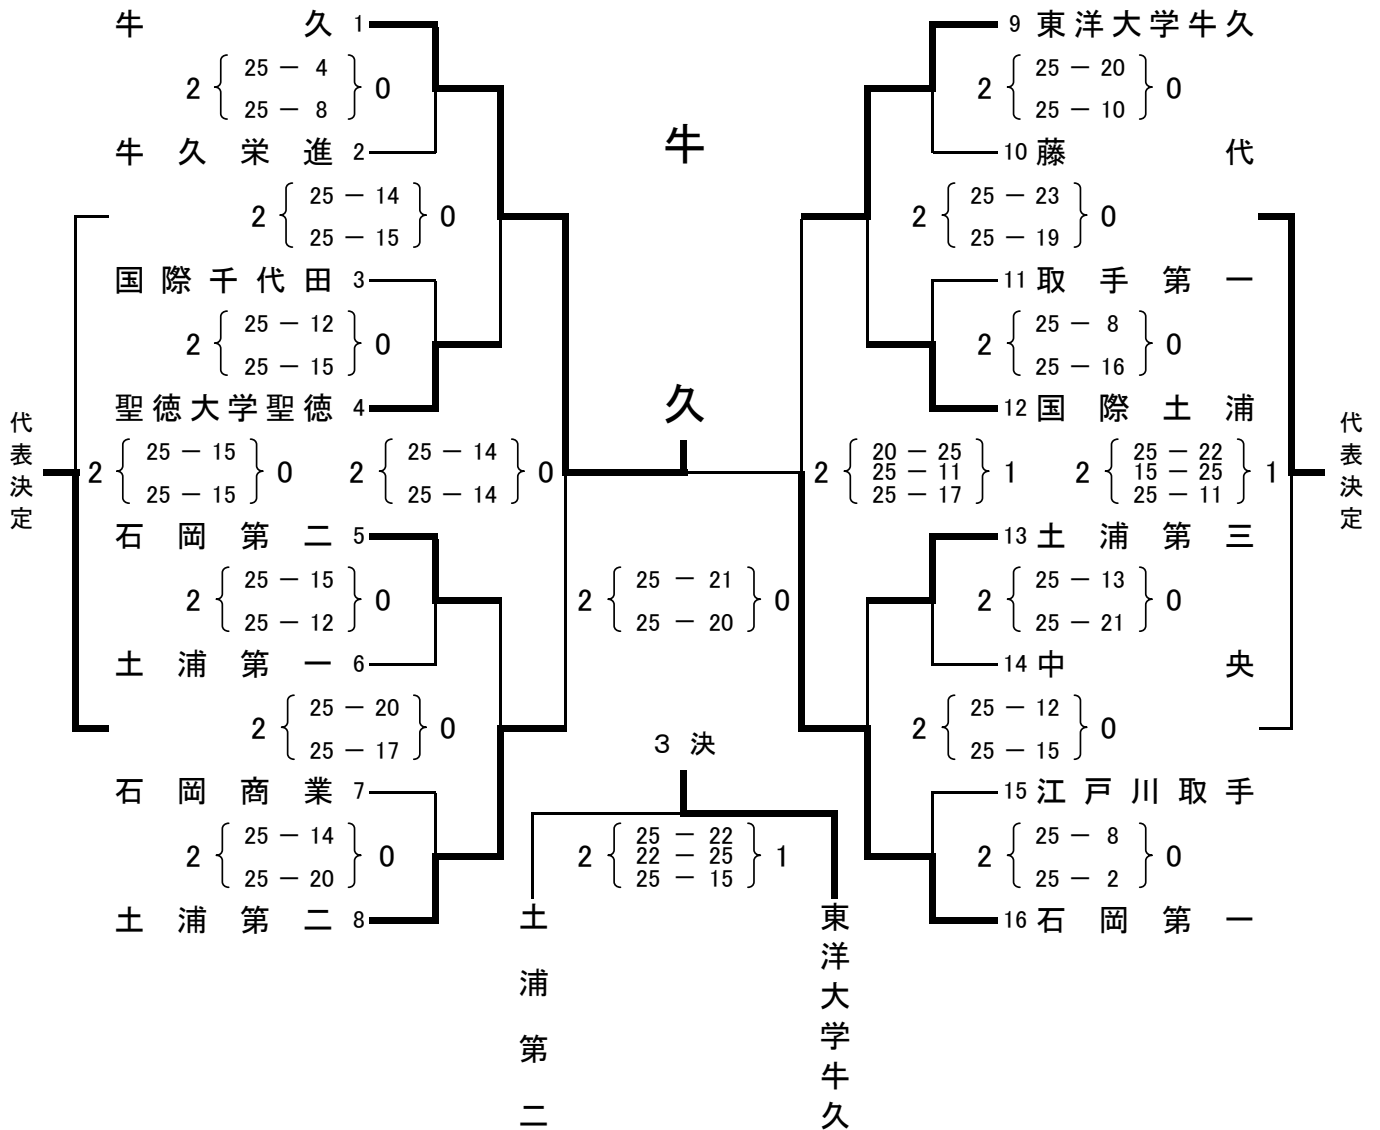 牛久 1
2 25 － 4 0
25 － 8
牛久栄進 2
2 25 － 14 0
25 － 15
国際千代田 3
2 25 － 12 0
25 － 15
聖徳大学聖徳 4
代表決定
2 25 － 15 0
25 － 15
2 25 － 14 0
25 － 14
石岡第二 5
2 25 － 15 0
25 － 12
土浦第一 6
2 25 － 20 0
25 － 17
石岡商業 7
2 25 － 14 0
25 － 20
土浦第二 8
牛久
2 25 － 21 0
25 － 20
3 決
2 25 － 22 1
22 － 25
25 － 15
土浦第二
東洋大学牛久
9 東洋大学牛久
2 25 － 20 0
25 － 10
10 藤代
2 25 － 23 0
25 － 19
11 取手第一
2 25 － 8 0
25 － 16
12 国際土浦
2 20 － 25 1
25 － 11
25 － 17
2 25 － 22 1
15 － 25
25 － 11
代表決定
13 土浦第三
2 25 － 13 0
25 － 21
14 中央
2 25 － 12 0
25 － 15
15 江戸川取手
2 25 － 8 0
25 － 2
16 石岡第一